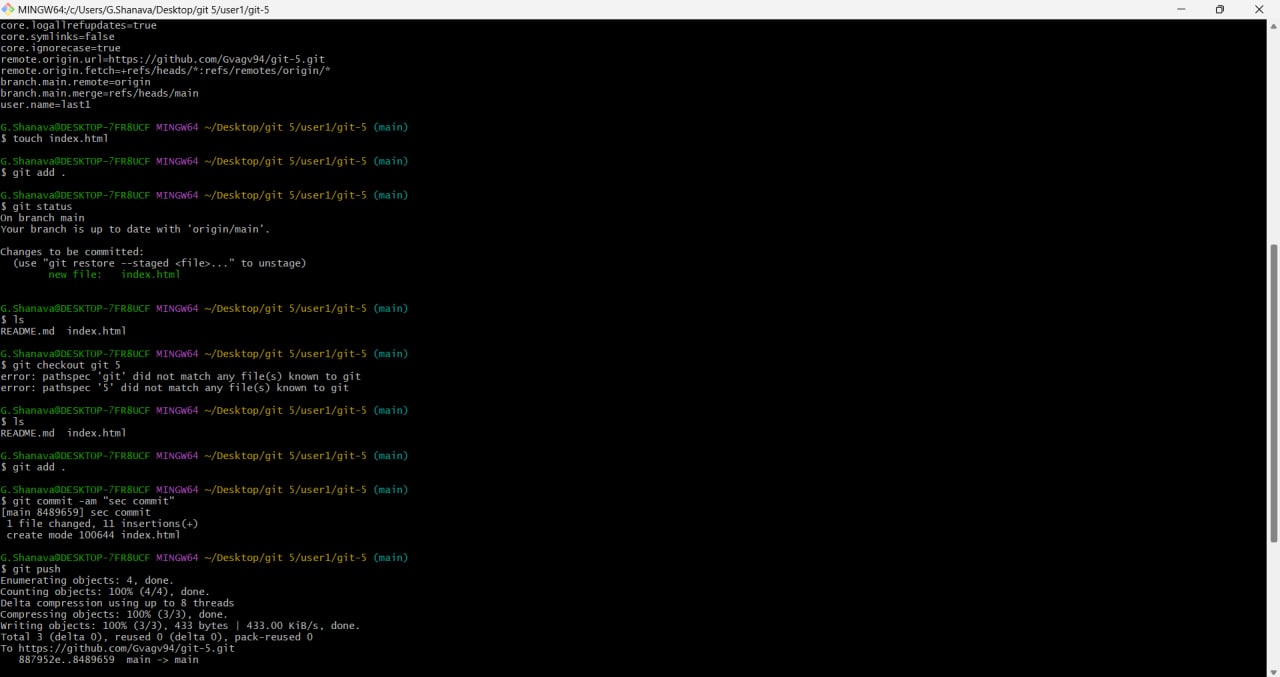 MINGW64:/c/Users/G.Shanava/Desktop/git 5/user1/git-5
core.logallrefupdates=true
core.symlinks=false
core.ignorecase=true
remote.origin.url=https://github.com/Gvagv94/git-5.git
remote.origin.fetch=+refs/heads/*:refs/remotes/origin/*
branch.main.remote=origin
branch.main.merge=refs/heads/main
user.name=last1
G.Shanava@DESKTOP-7FR8UCF MINGW64 ~/Desktop/git 5/user1/git-5 (main)
$ touch index.html
G.Shanava@DESKTOP-7FR8UCF MINGW64 ~/Desktop/git 5/user1/git-5 (main)
$ git add .
G.Shanava@DESKTOP-7FR8UCF MINGW64 ~/Desktop/git 5/user1/git-5 (main)
$ git status
On branch main
Your branch is up to date with 'origin/main'.
Changes to be committed:
  (use "git restore --staged <file>..." to unstage)
        new file:   index.html
G.Shanava@DESKTOP-7FR8UCF MINGW64 ~/Desktop/git 5/user1/git-5 (main)
$ ls
README.md  index.html
G.Shanava@DESKTOP-7FR8UCF MINGW64 ~/Desktop/git 5/user1/git-5 (main)
$ git checkout git 5
error: pathspec 'git' did not match any file(s) known to git
error: pathspec '5' did not match any file(s) known to git
G.Shanava@DESKTOP-7FR8UCF MINGW64 ~/Desktop/git 5/user1/git-5 (main)
$ ls
README.md  index.html
G.Shanava@DESKTOP-7FR8UCF MINGW64 ~/Desktop/git 5/user1/git-5 (main)
$ git add .
G.Shanava@DESKTOP-7FR8UCF MINGW64 ~/Desktop/git 5/user1/git-5 (main)
$ git commit -am "sec commit"
[main 8489659] sec commit
 1 file changed, 11 insertions(+)
 create mode 100644 index.html
G.Shanava@DESKTOP-7FR8UCF MINGW64 ~/Desktop/git 5/user1/git-5 (main)
$ git push
Enumerating objects: 4, done.
Counting objects: 100% (4/4), done.
Delta compression using up to 8 threads
Compressing objects: 100% (3/3), done.
Writing objects: 100% (3/3), 433 bytes | 433.00 KiB/s, done.
Total 3 (delta 0), reused 0 (delta 0), pack-reused 0
To https://github.com/Gvagv94/git-5.git
   887952e..8489659  main -> main